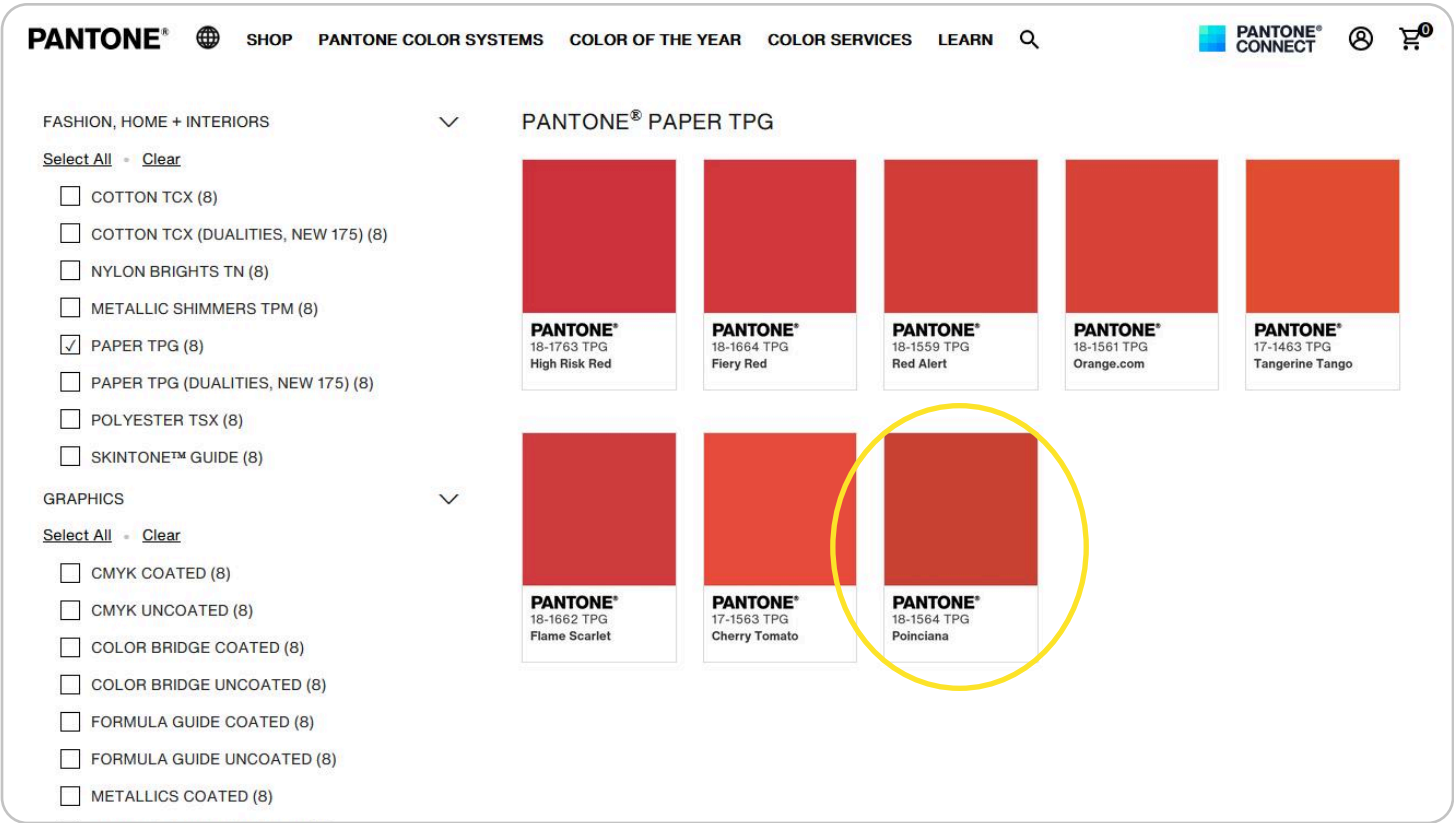 PANTONE® SHOP PANTONE COLOR SYSTEMS COLOR OF THE YEAR COLOR SERVICES LEARN PANTONE® CONNECT 0
FASHION, HOME + INTERIORS
Select All • Clear
COTTON TCX (8)
COTTON TCX (DUALITIES, NEW 175) (8)
NYLON BRIGHTS TN (8)
METALLIC SHIMMERS TPM (8)
PAPER TPG (8)
PAPER TPG (DUALITIES, NEW 175) (8)
POLYESTER TSX (8)
SKINTONE™ GUIDE (8)
GRAPHICS
Select All • Clear
CMYK COATED (8)
CMYK UNCOATED (8)
COLOR BRIDGE COATED (8)
COLOR BRIDGE UNCOATED (8)
FORMULA GUIDE COATED (8)
FORMULA GUIDE UNCOATED (8)
METALLICS COATED (8)
PANTONE® PAPER TPG
PANTONE®
18-1763 TPG
High Risk Red
PANTONE®
18-1664 TPG
Fiery Red
PANTONE®
18-1559 TPG
Red Alert
PANTONE®
18-1561 TPG
Orange.com
PANTONE®
17-1463 TPG
Tangerine Tango
PANTONE®
18-1662 TPG
Flame Scarlet
PANTONE®
17-1563 TPG
Cherry Tomato
PANTONE®
18-1564 TPG
Poinciana